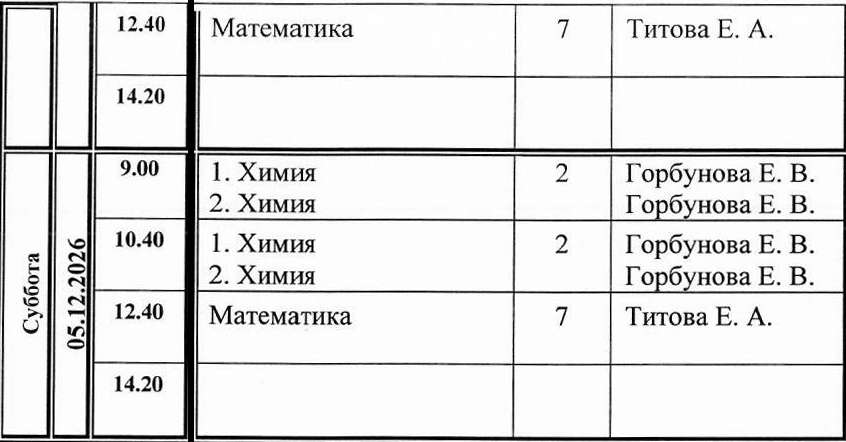 12.40 Математика 7 Титова Е. А.
14.20
Суббота
05.12.2026
9.00 1. Химия 2 Горбунова Е. В.
2. Химия Горбунова Е. В.
10.40 1. Химия 2 Горбунова Е. В.
2. Химия Горбунова Е. В.
12.40 Математика 7 Титова Е. А.
14.20